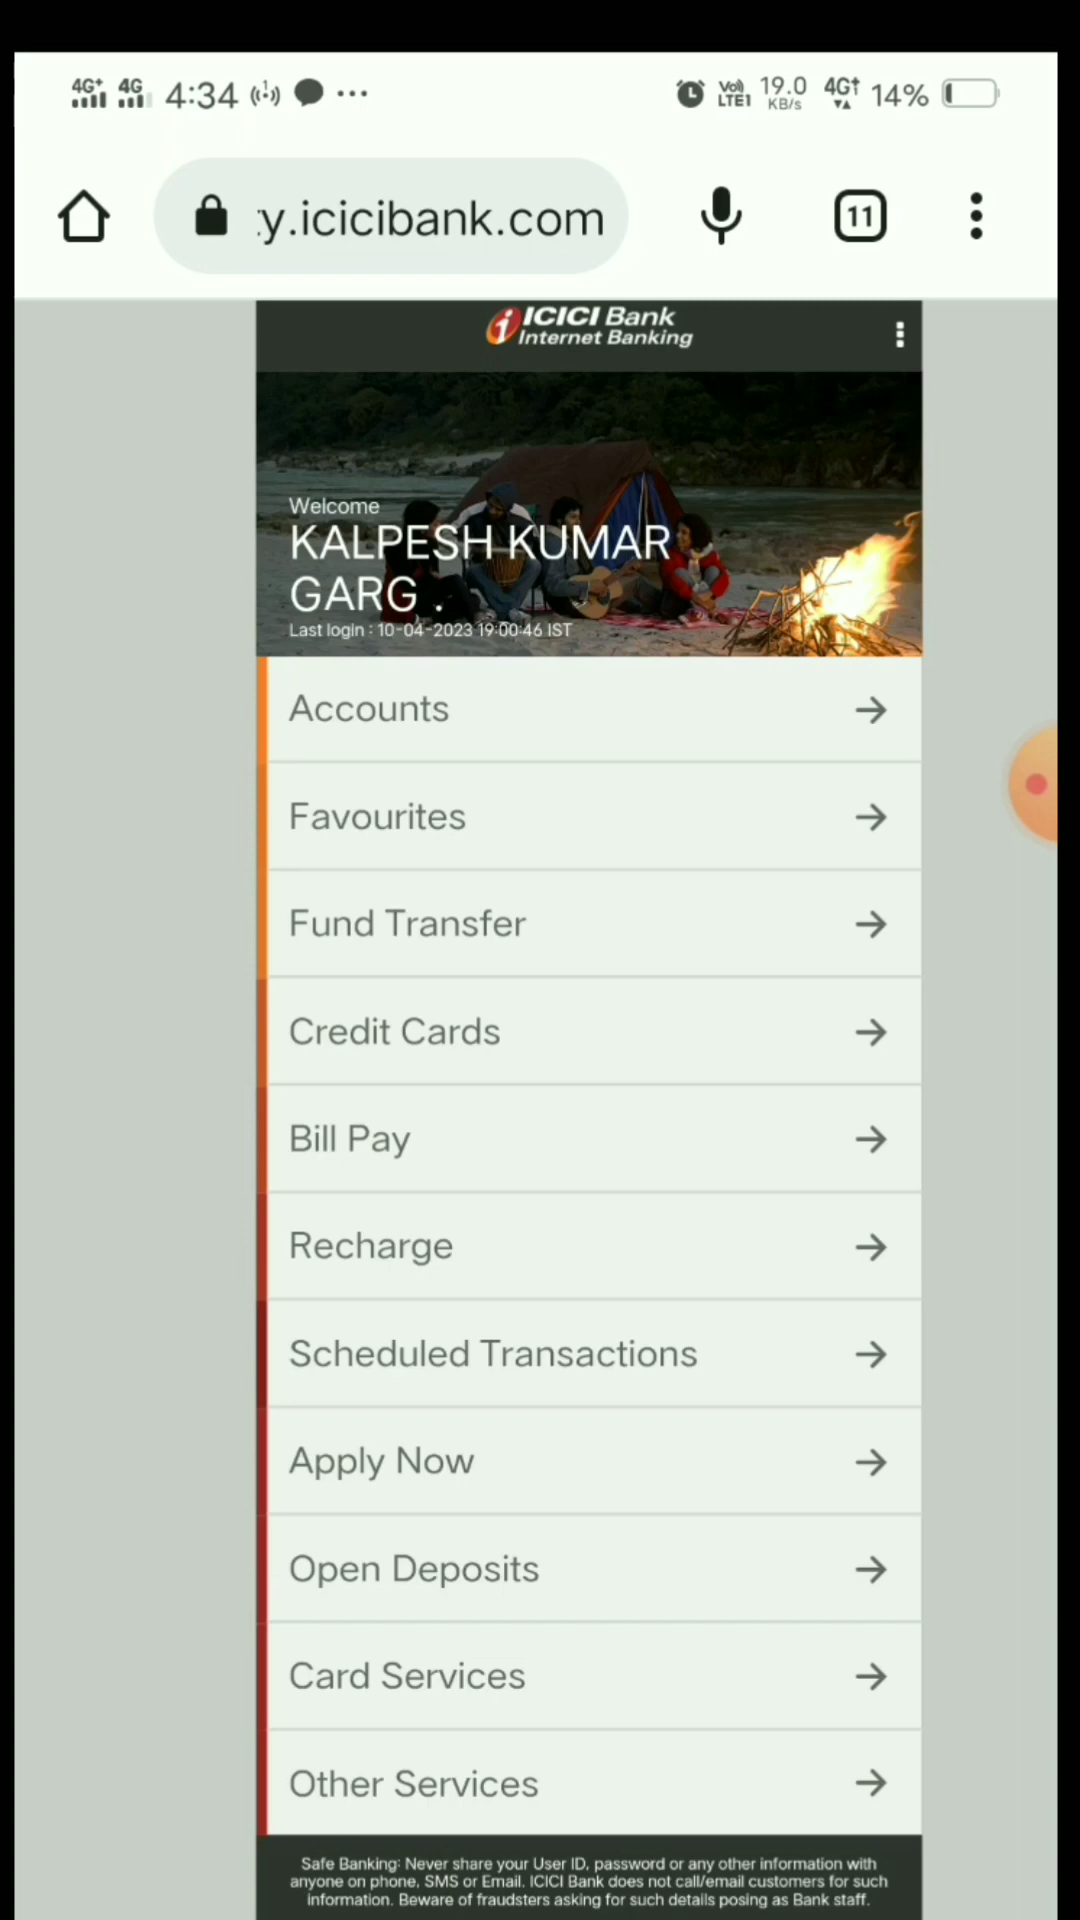 4G+ 4G 4:34 ... Vo)) LTE1 19.0 KB/s 4G↑ 14%
:y.icicibank.com 11
ICICI Bank
Internet Banking
Welcome
KALPESH KUMAR
GARG .
Last login : 10-04-2023 19:00:46 IST
Accounts
Favourites
Fund Transfer
Credit Cards
Bill Pay
Recharge
Scheduled Transactions
Apply Now
Open Deposits
Card Services
Other Services
Safe Banking: Never share your User ID, password or any other information with
anyone on phone, SMS or Email. ICICI Bank does not call/email customers for such
information. Beware of fraudsters asking for such details posing as Bank staff.